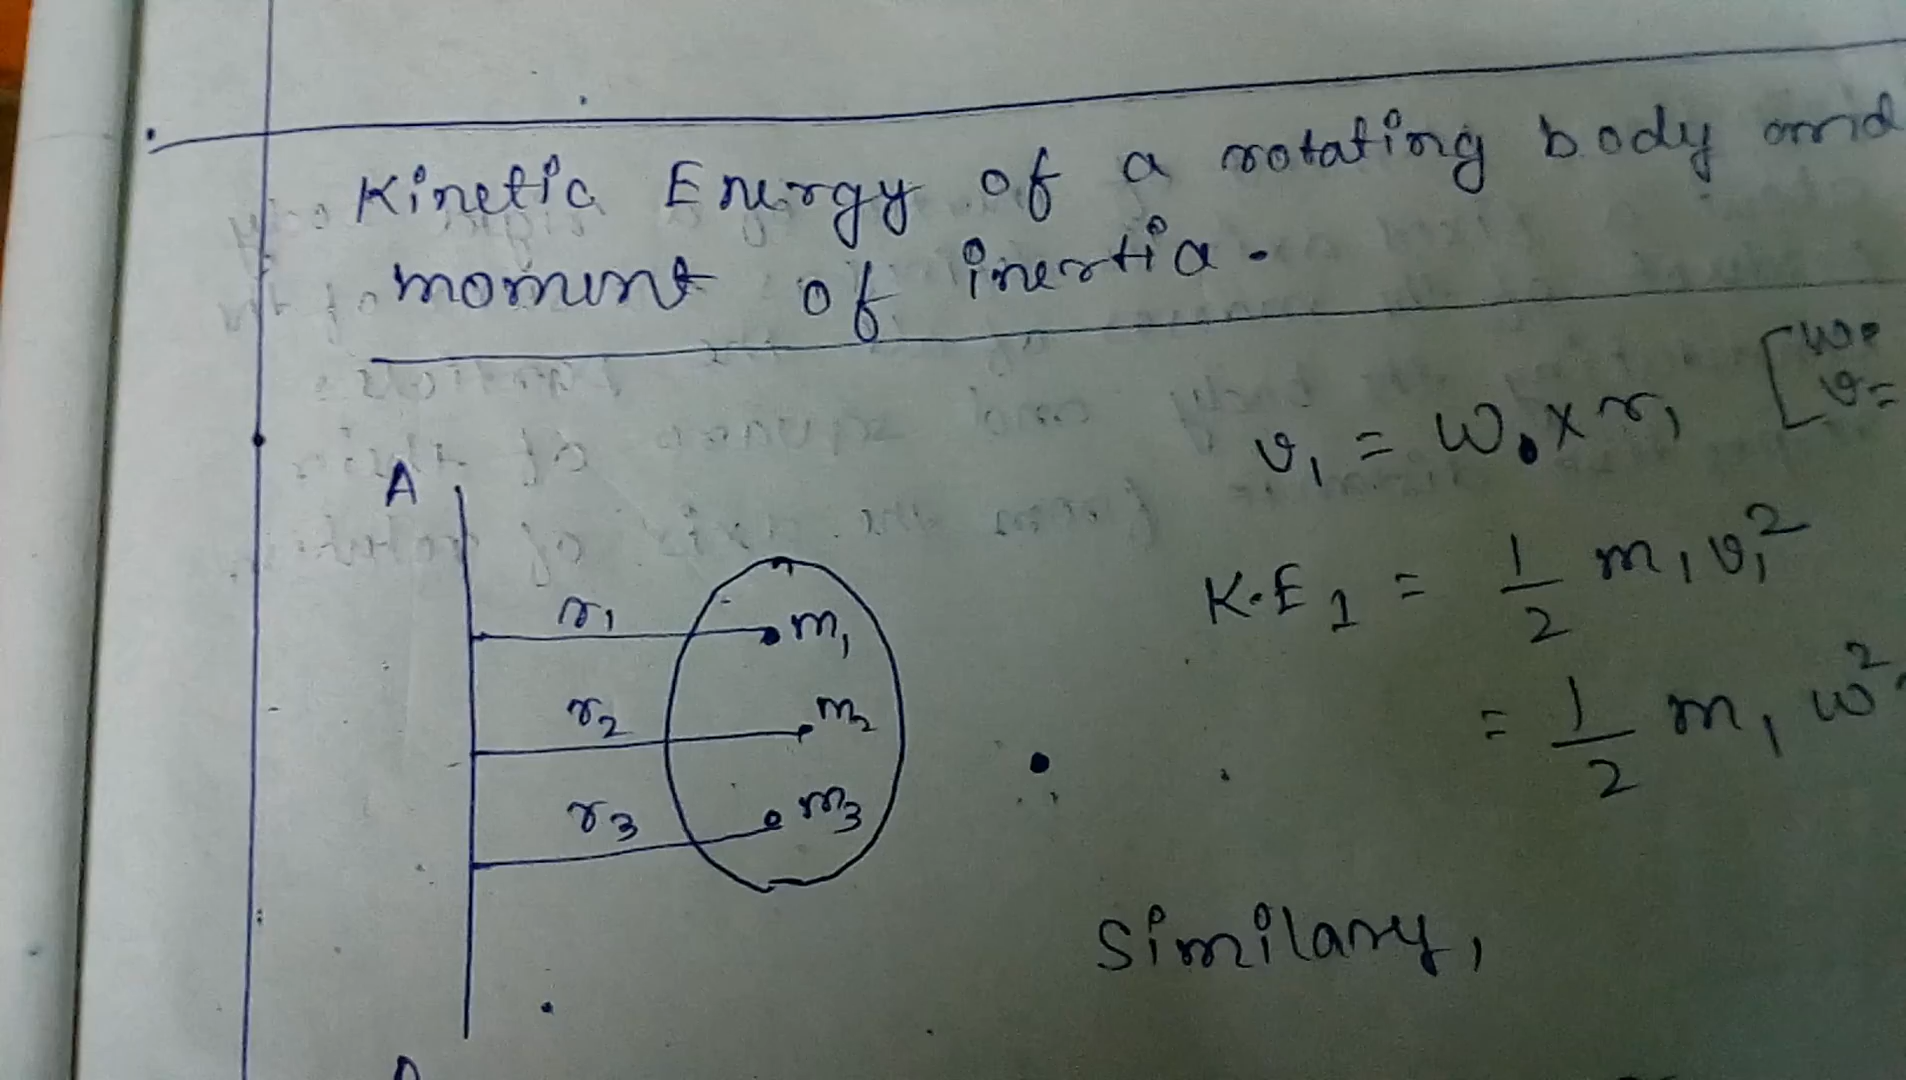 Kinetic Energy of a rotating body and
moment of inertia.
v₁ = ω × r₁ [ω
v=
A
K.E₁ = 1/2 m₁v₁²
r₁ m₁
= 1/2 m₁ ω²
r₂ m₂
r₃ m₃
Similary,